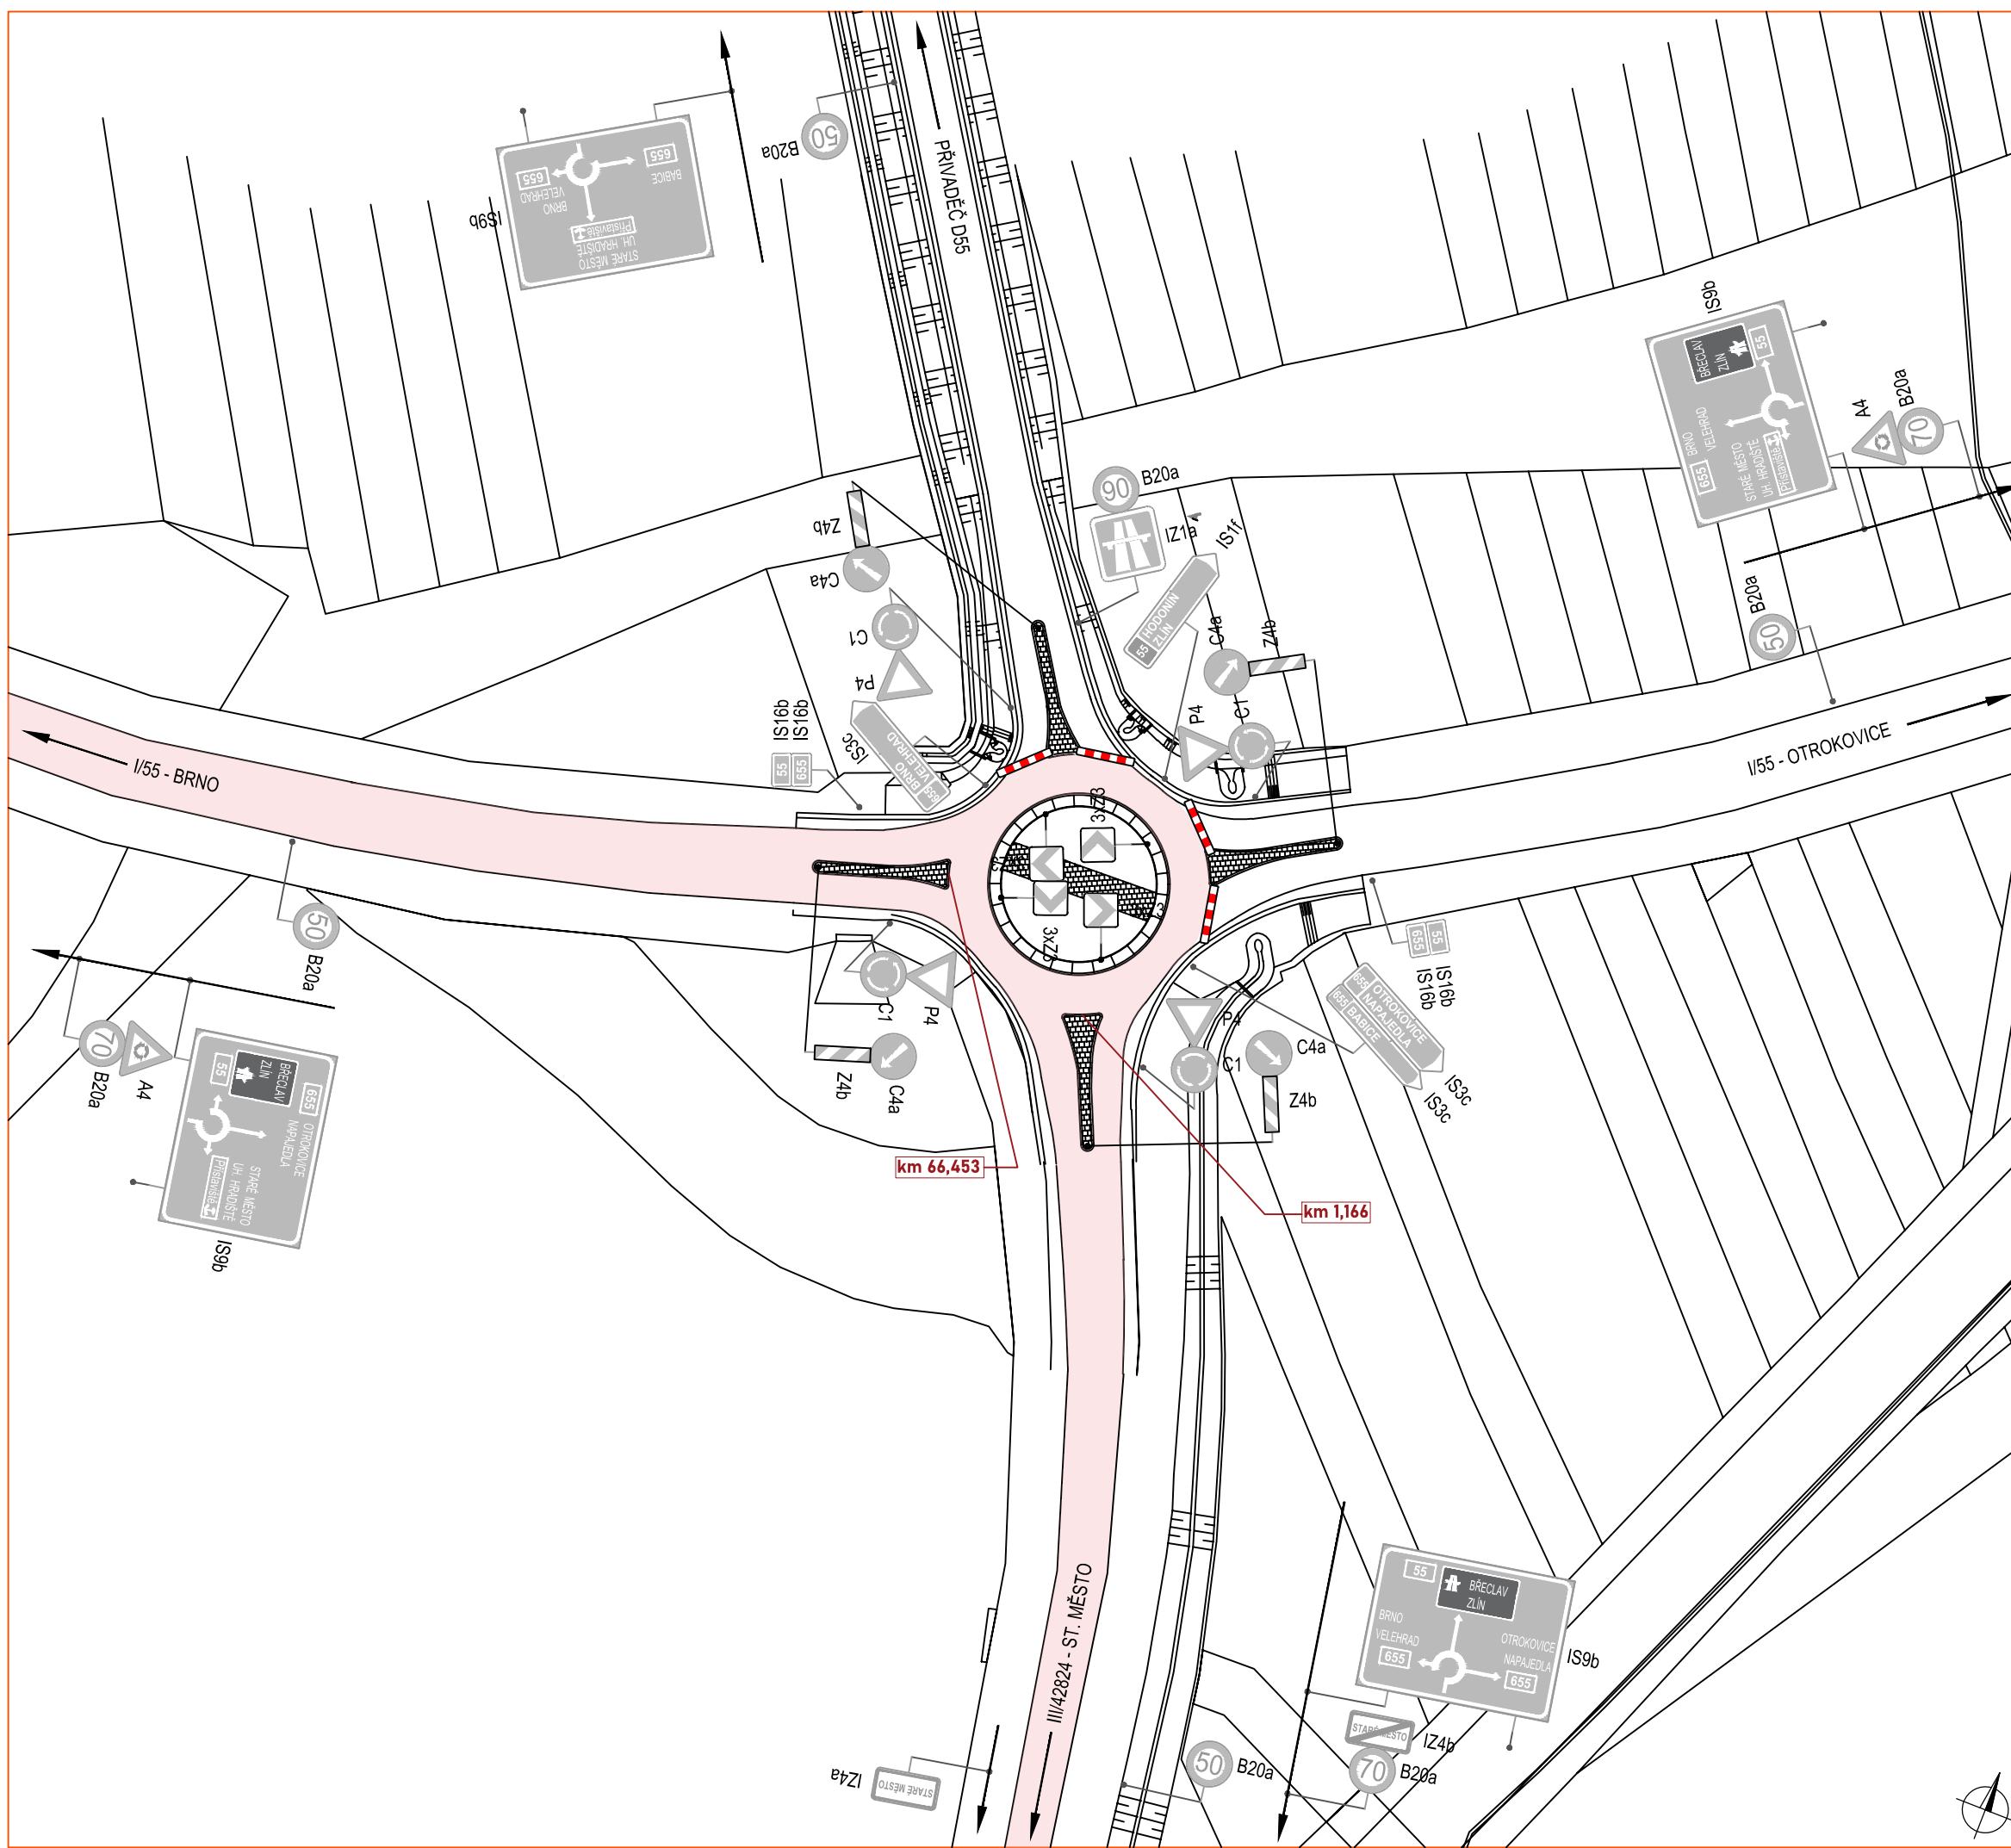 B20a
50
PŘIVADĚČ D55
IS9b
655
BRNO
VELEHRAD
655
BABICE
Přístaviště
UH. HRADIŠTĚ
STARÉ MĚSTO
IS9b
BŘECLAV
ZLÍN
55
655
BRNO
VELEHRAD
STARÉ MĚSTO
UH. HRADIŠTĚ
Přístaviště
A4
B20a
70
B20a
50
90
B20a
IZ1a
IS1f
55
HODONÍN
ZLÍN
Z4b
C4a
C1
P4
C4a
Z4b
P4
C1
IS16b
IS16b
55
655
IS3c
BRNO
VELEHRAD
655
I/55 - BRNO
I/55 - OTROKOVICE
3xZ3
3xZ3
50
B20a
655
55
IS16b
IS16b
655
OTROKOVICE
NAPAJEDLA
655
BABICE
IS3c
IS3c
C1
P4
Z4b
C4a
P4
C1
C4a
Z4b
70
B20a
A4
55
BŘECLAV
ZLÍN
655
OTROKOVICE
NAPAJEDLA
STARÉ MĚSTO
UH. HRADIŠTĚ
Přístaviště
IS9b
km 66,453
km 1,166
III/42824 - ST. MĚSTO
55
BŘECLAV
ZLÍN
BRNO
VELEHRAD
655
OTROKOVICE
NAPAJEDLA
655
IS9b
STARÉ MĚSTO
IZ4b
70
B20a
50
B20a
IZ4a
STARÉ MĚSTO